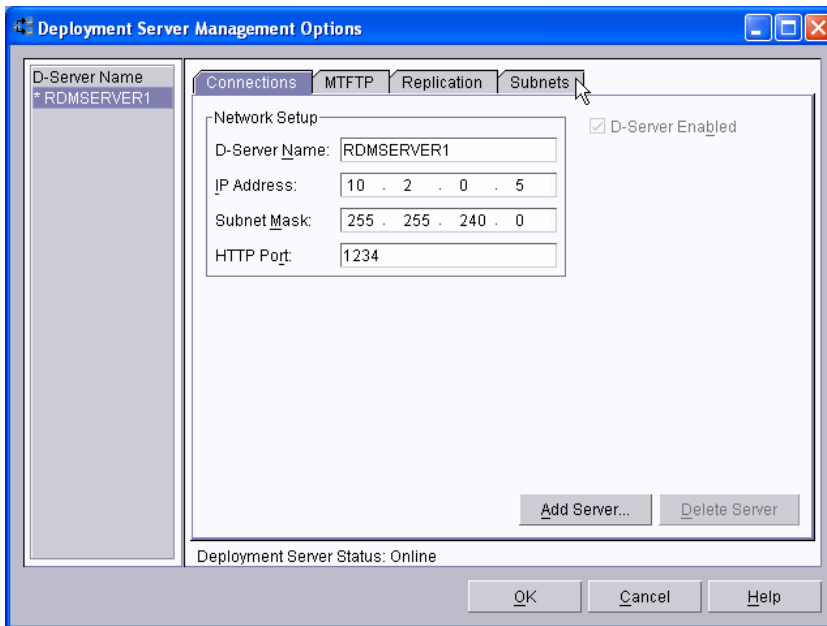 Deployment Server Management Options
D-Server Name
* RDMSERVER1
Connections MTFTP Replication Subnets
Network Setup
D-Server Enabled
D-Server Name: RDMSERVER1
IP Address: 10 . 2 . 0 . 5
Subnet Mask: 255 . 255 . 240 . 0
HTTP Port: 1234
Add Server... Delete Server
Deployment Server Status: Online
OK Cancel Help